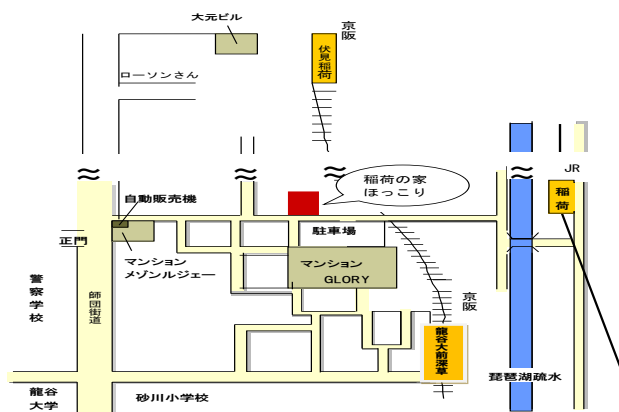 大元ビル
京阪
伏見稲荷
ローソンさん
JR
稲荷の家
ほっこり
稲荷
自動販売機
駐車場
正門
マンション
メゾンルジェー
マンション
GLORY
警察学校
師団街道
京阪
龍谷大前深草
琵琶湖疏水
龍谷
大学
砂川小学校